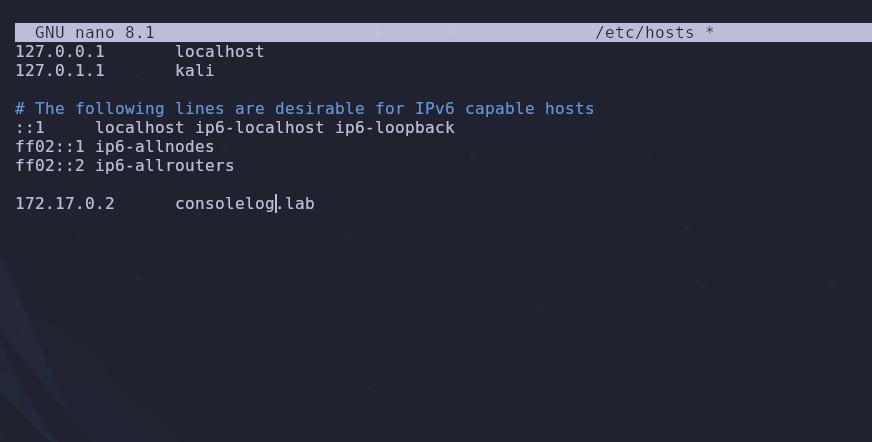 GNU nano 8.1 /etc/hosts *
127.0.0.1 localhost
127.0.1.1 kali
# The following lines are desirable for IPv6 capable hosts
::1 localhost ip6-localhost ip6-loopback
ff02::1 ip6-allnodes
ff02::2 ip6-allrouters
172.17.0.2 consolelog.lab